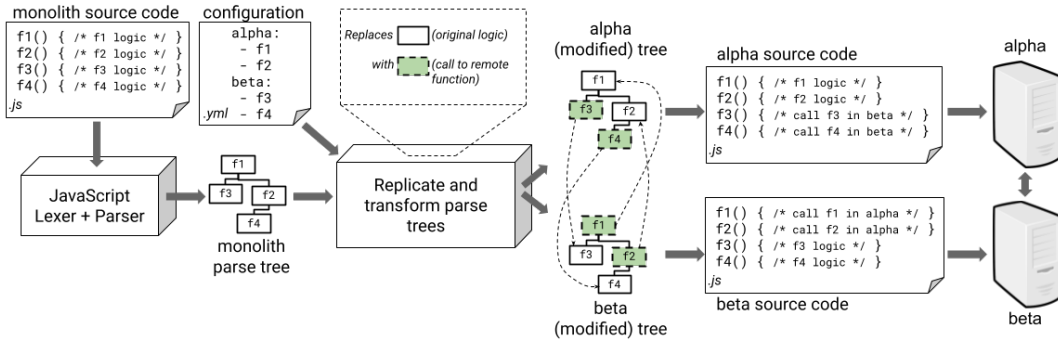 monolith source code
f1() { /* f1 logic */ }
f2() { /* f2 logic */ }
f3() { /* f3 logic */ }
f4() { /* f4 logic */ }
.js
configuration
alpha:
- f1
- f2
beta:
- f3
- f4
.yml
Replaces (original logic)
with (call to remote
function)
JavaScript
Lexer + Parser
f1
f3 f2
f4
monolith
parse tree
Replicate and
transform parse
trees
alpha
(modified) tree
f1
f3 f2
f4
f1
f3 f2
f4
beta
(modified) tree
alpha source code
f1() { /* f1 logic */ }
f2() { /* f2 logic */ }
f3() { /* call f3 in beta */ }
f4() { /* call f4 in beta */ }
.js
f1() { /* call f1 in alpha */ }
f2() { /* call f2 in alpha */ }
f3() { /* f3 logic */ }
f4() { /* f4 logic */ }
.js
beta source code
alpha
beta